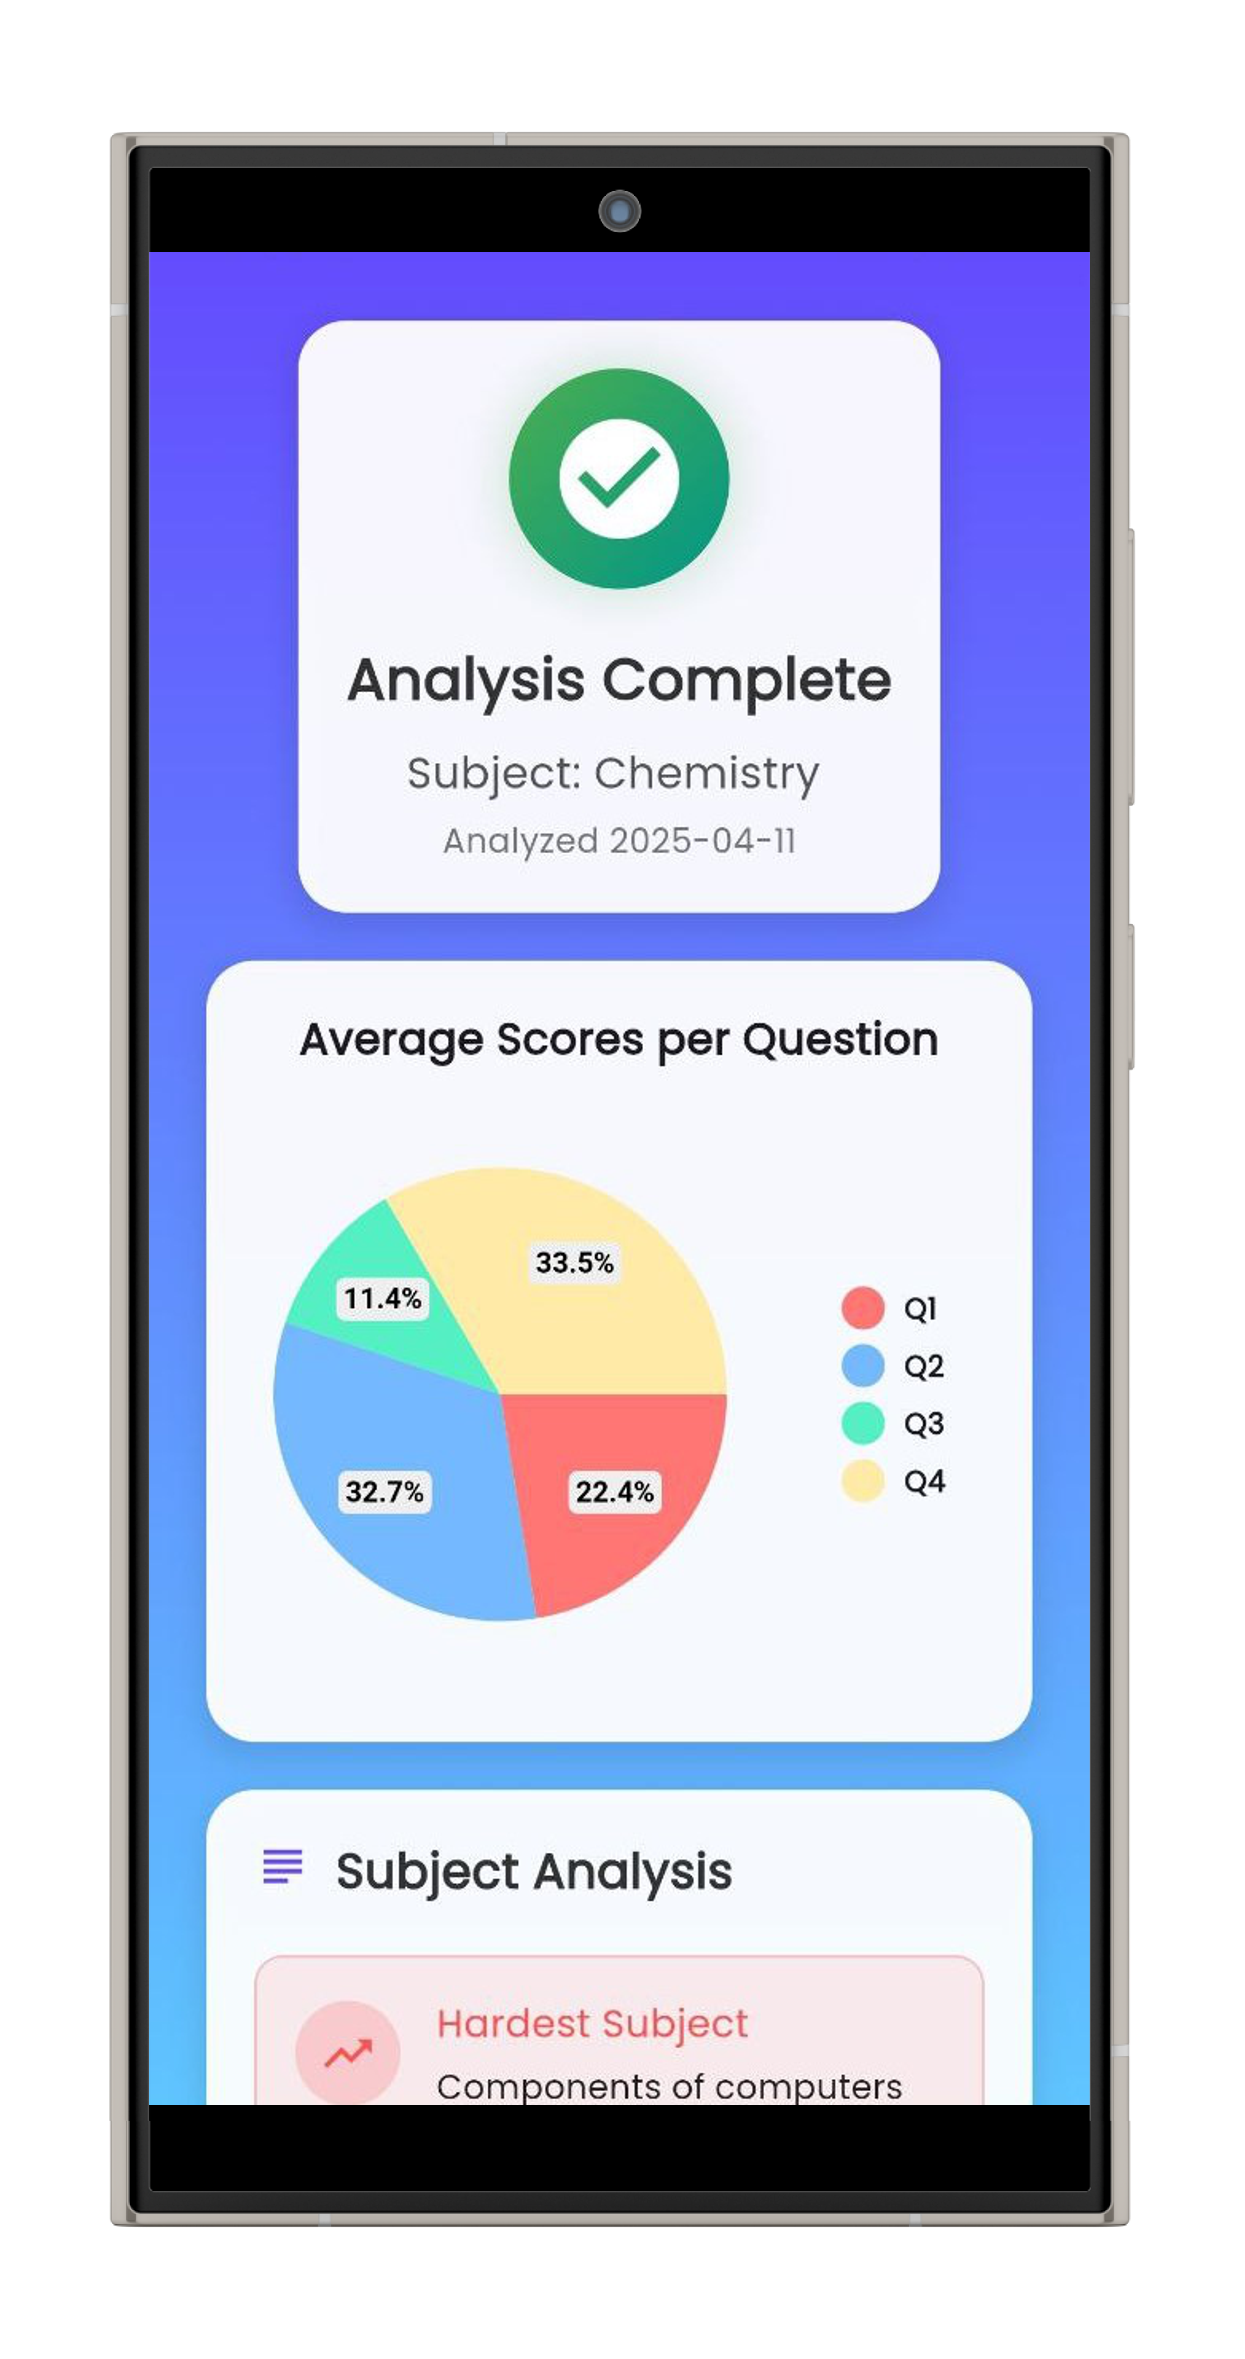 Analysis Complete
Subject: Chemistry
Analyzed 2025-04-11
Average Scores per Question
33.5%
11.4%
32.7%
22.4%
Q1
Q2
Q3
Q4
Subject Analysis
Hardest Subject
Components of computers